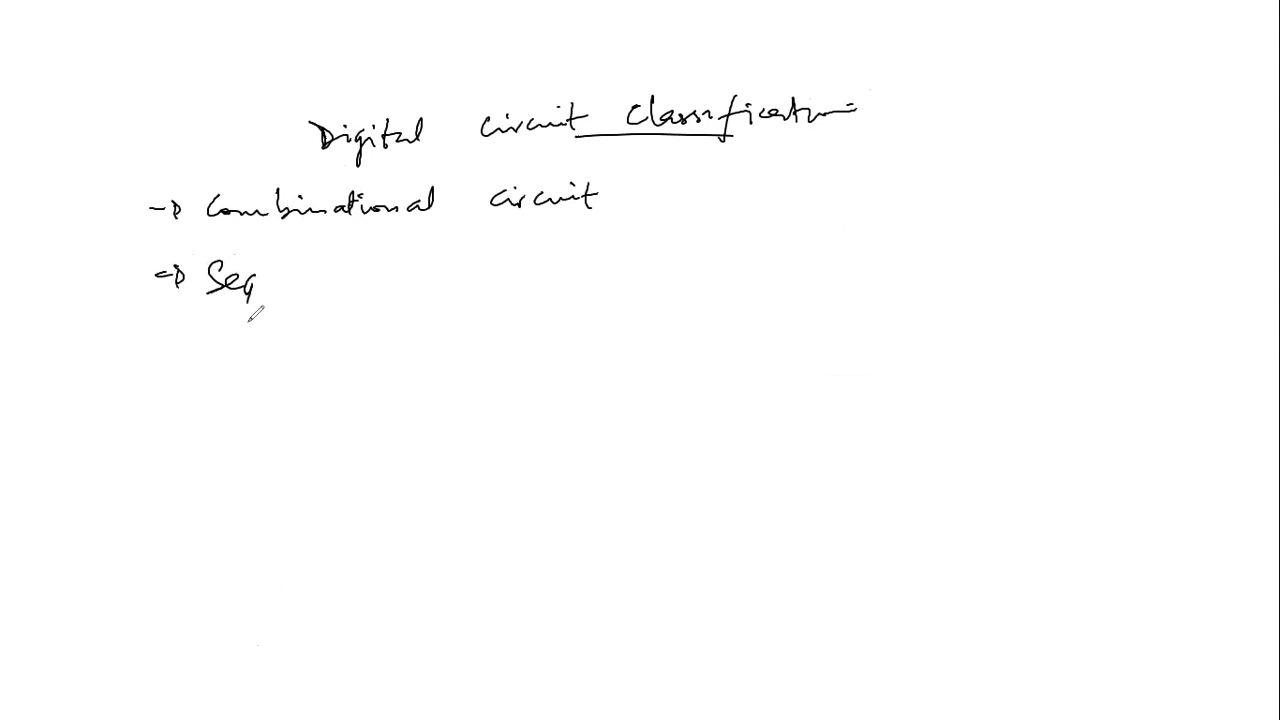 Digital Circuit Classification
→ Combinational Circuit
⇒ Seq